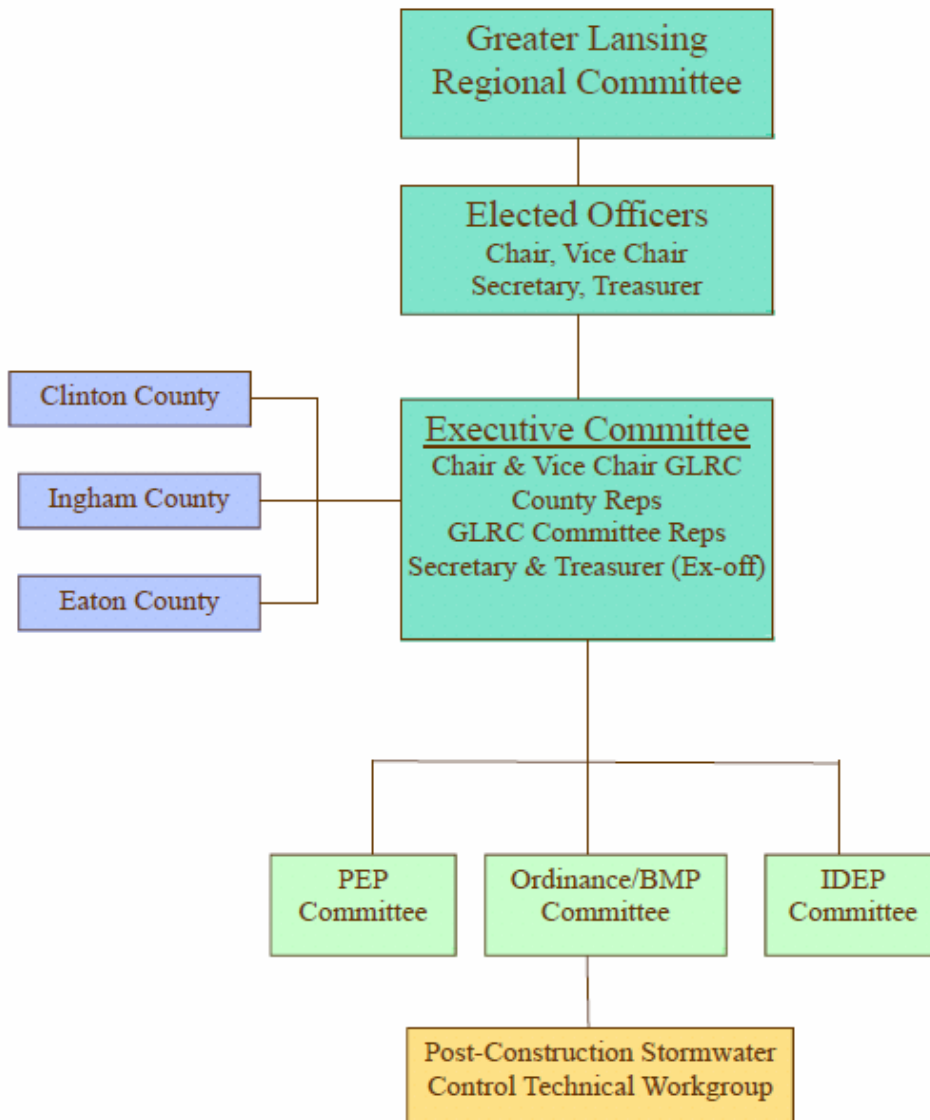 Greater Lansing
Regional Committee
Elected Officers
Chair, Vice Chair
Secretary, Treasurer
Clinton County
Ingham County
Eaton County
Executive Committee
Chair & Vice Chair GLRC
County Reps
GLRC Committee Reps
Secretary & Treasurer (Ex-off)
PEP
Committee
Ordinance/BMP
Committee
IDEP
Committee
Post-Construction Stormwater
Control Technical Workgroup